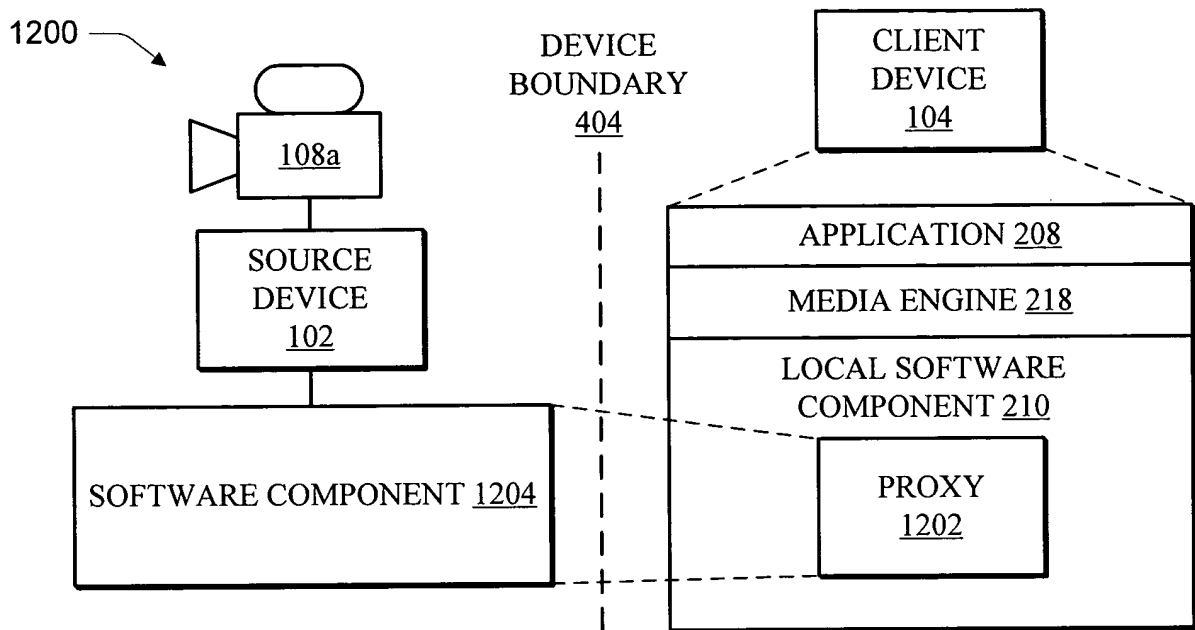 1200
108a
SOURCE
DEVICE
102
SOFTWARE COMPONENT 1204
DEVICE
BOUNDARY
404
CLIENT
DEVICE
104
APPLICATION 208
MEDIA ENGINE 218
LOCAL SOFTWARE
COMPONENT 210
PROXY
1202